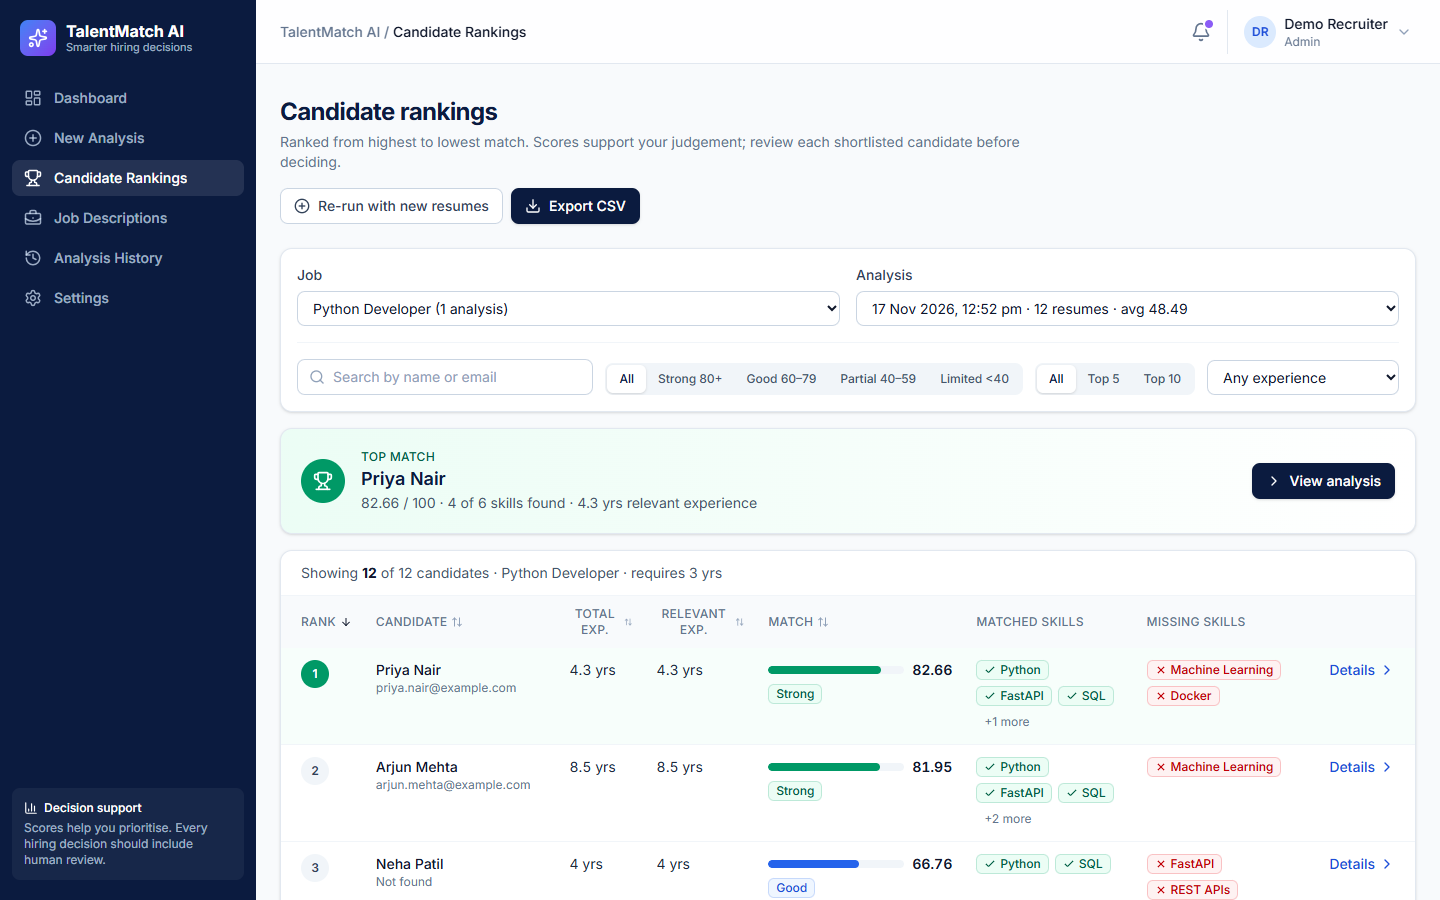 TalentMatch AI
Smarter hiring decisions
Dashboard
New Analysis
Candidate Rankings
Job Descriptions
Analysis History
Settings
Decision support
Scores help you prioritise. Every
hiring decision should include
human review.
TalentMatch AI / Candidate Rankings
DR
Demo Recruiter
Admin
Candidate rankings
Ranked from highest to lowest match. Scores support your judgement; review each shortlisted candidate before
deciding.
Re-run with new resumes
Export CSV
Job
Analysis
Python Developer (1 analysis)
17 Nov 2026, 12:52 pm · 12 resumes · avg 48.49
Search by name or email
All
Strong 80+
Good 60–79
Partial 40–59
Limited <40
All
Top 5
Top 10
Any experience
TOP MATCH
Priya Nair
82.66 / 100 · 4 of 6 skills found · 4.3 yrs relevant experience
View analysis
Showing 12 of 12 candidates · Python Developer · requires 3 yrs
RANK
CANDIDATE
TOTAL
EXP.
RELEVANT
EXP.
MATCH
MATCHED SKILLS
MISSING SKILLS
1
Priya Nair
priya.nair@example.com
4.3 yrs
4.3 yrs
82.66
Strong
Python
FastAPI
SQL
+1 more
Machine Learning
Docker
Details
2
Arjun Mehta
arjun.mehta@example.com
8.5 yrs
8.5 yrs
81.95
Strong
Python
FastAPI
SQL
+2 more
Machine Learning
Details
3
Neha Patil
Not found
4 yrs
4 yrs
66.76
Good
Python
SQL
FastAPI
REST APIs
Details